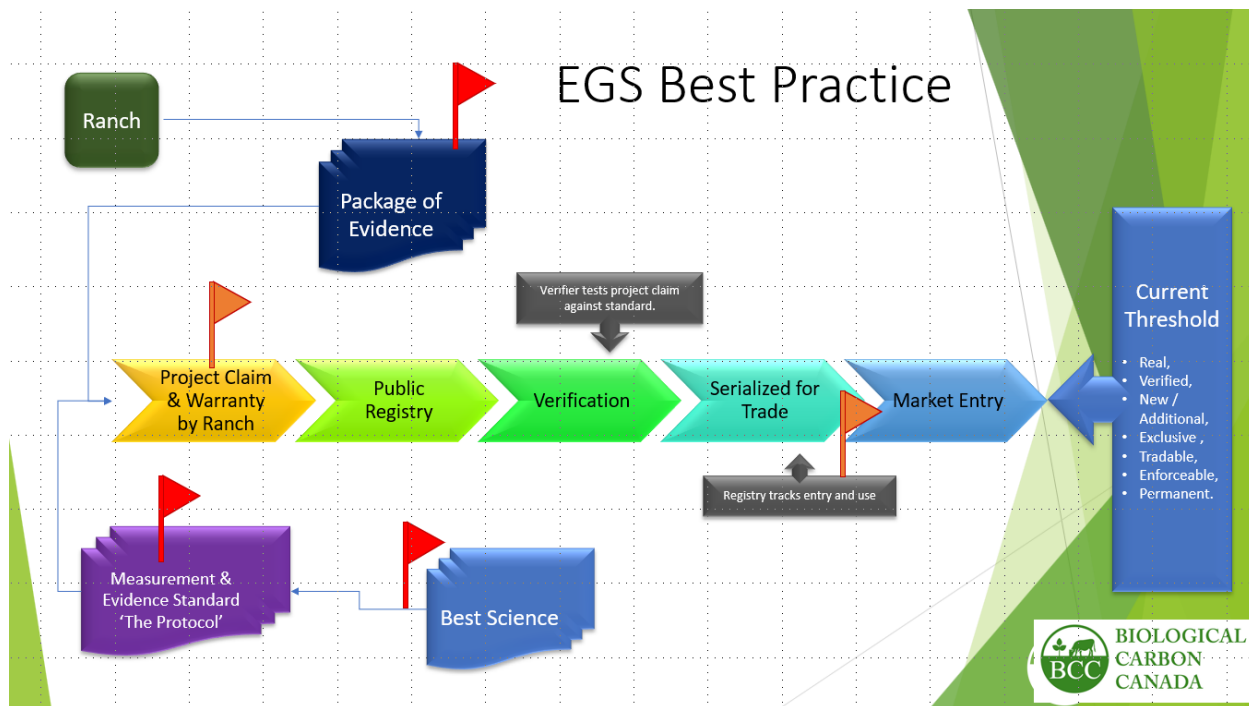 EGS Best Practice
Ranch
Package of
Evidence
Verifier tests project claim
against standard.
Project Claim
& Warranty
by Ranch
Public
Registry
Verification
Serialized for
Trade
Market Entry
Registry tracks entry and use
Measurement &
Evidence Standard
‘The Protocol’
Best Science
Current
Threshold
• Real,
• Verified,
• New /
Additional,
• Exclusive ,
• Tradable,
• Enforceable,
• Permanent.
BCC
BIOLOGICAL
CARBON
CANADA